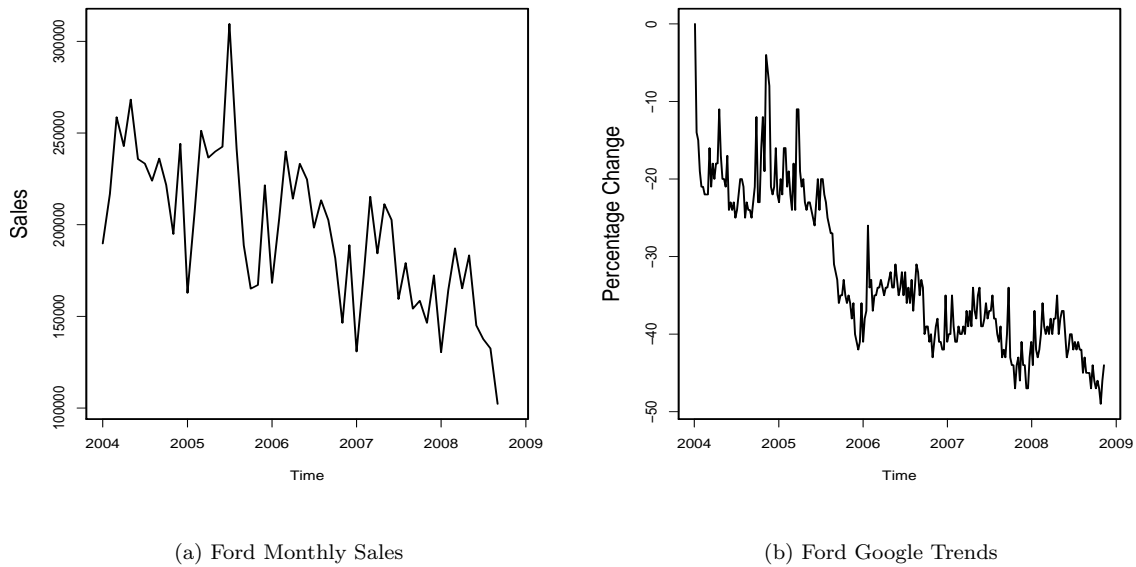 Sales
300000
250000
200000
150000
100000
2004 2005 2006 2007 2008 2009
Time
(a) Ford Monthly Sales
Percentage Change
0
-10
-20
-30
-40
-50
2004 2005 2006 2007 2008 2009
Time
(b) Ford Google Trends